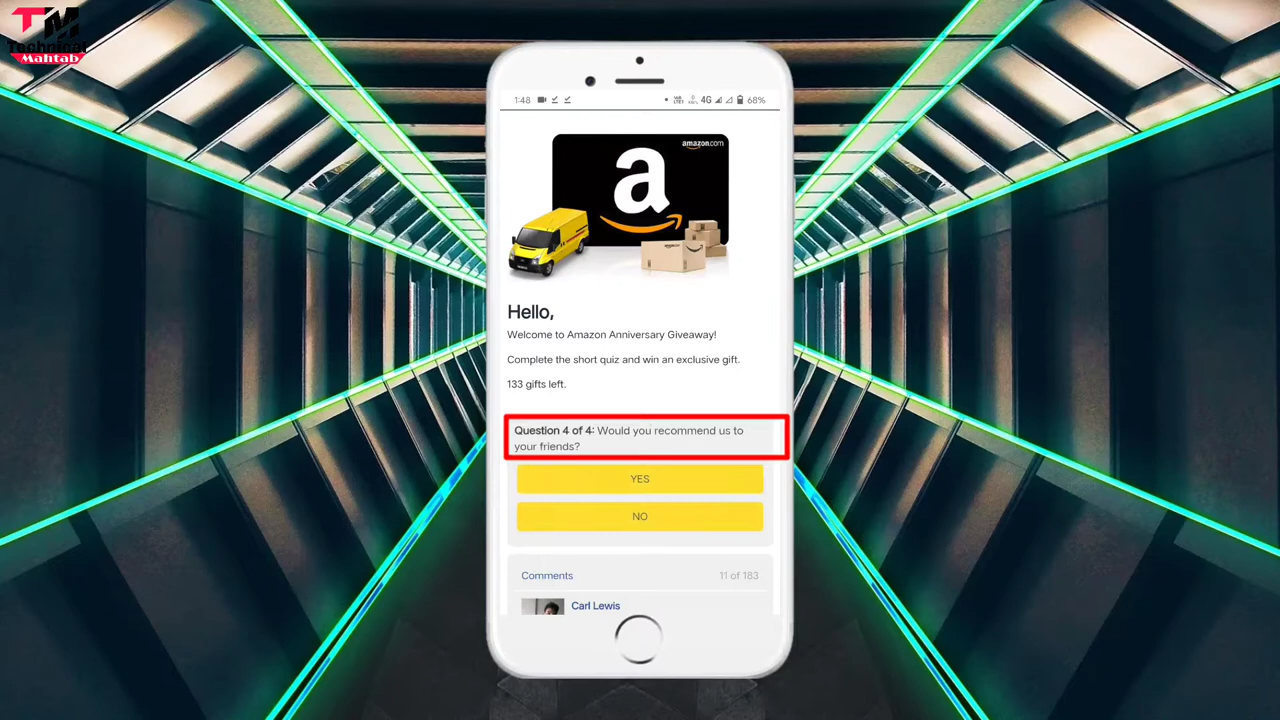 TM
Technical
Mahtab
1:48
4G
68%
amazon.com
a
Hello,
Welcome to Amazon Anniversary Giveaway!
Complete the short quiz and win an exclusive gift.
133 gifts left.
Question 4 of 4: Would you recommend us to
your friends?
YES
NO
Comments 11 of 183
Carl Lewis